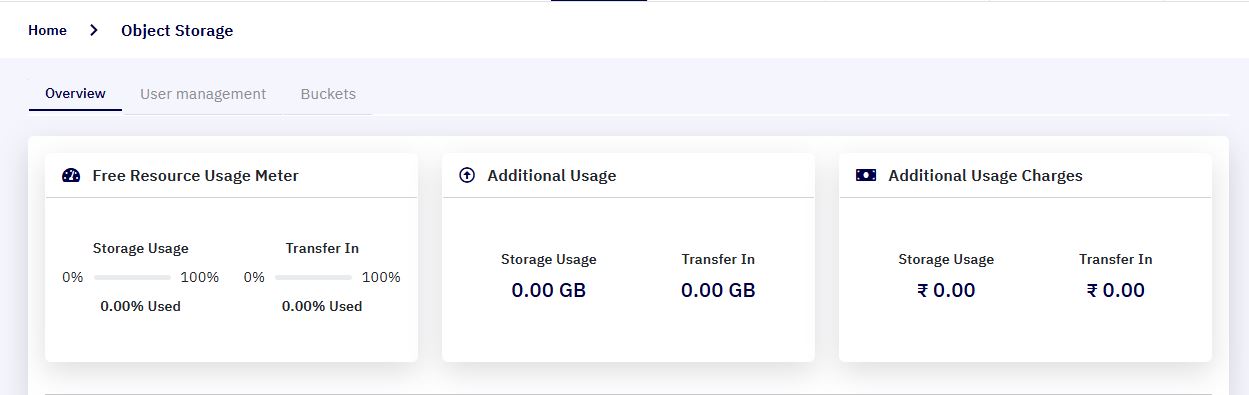 Home > Object Storage
Overview User management Buckets
Free Resource Usage Meter
Storage Usage Transfer In
0% 100% 0% 100%
0.00% Used 0.00% Used
Additional Usage
Storage Usage Transfer In
0.00 GB 0.00 GB
Additional Usage Charges
Storage Usage Transfer In
₹ 0.00 ₹ 0.00